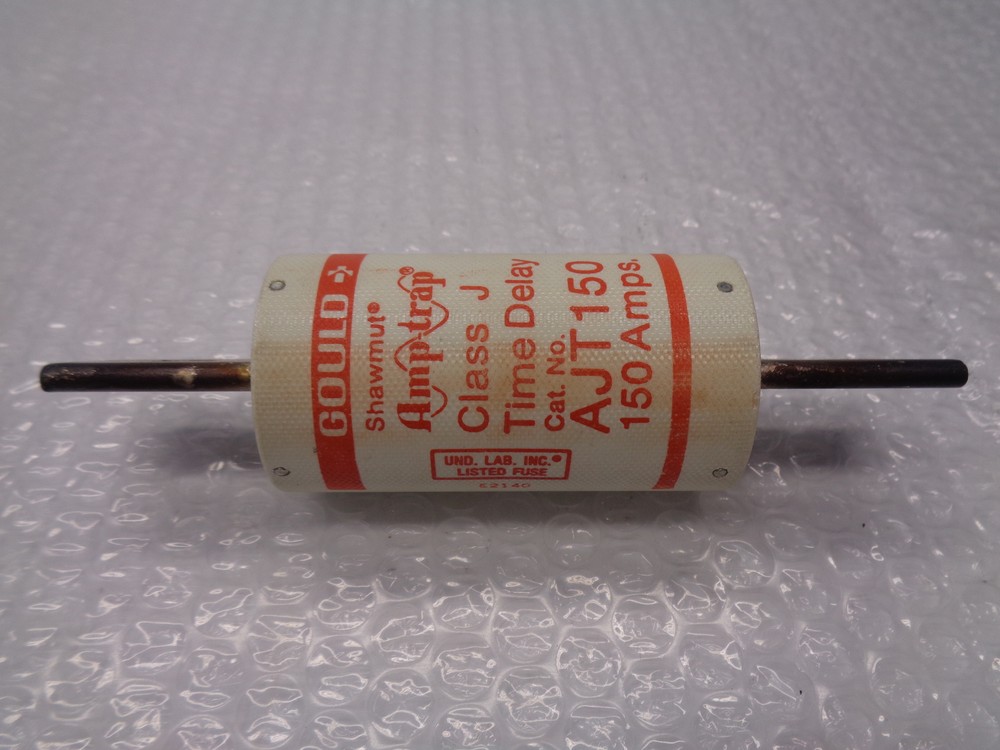 GOULD
Shawmut®
Amp-trap®
Class J
Time Delay
Cat. No.
AJT150
150 Amps.
UND. LAB. INC.®
LISTED FUSE
52140